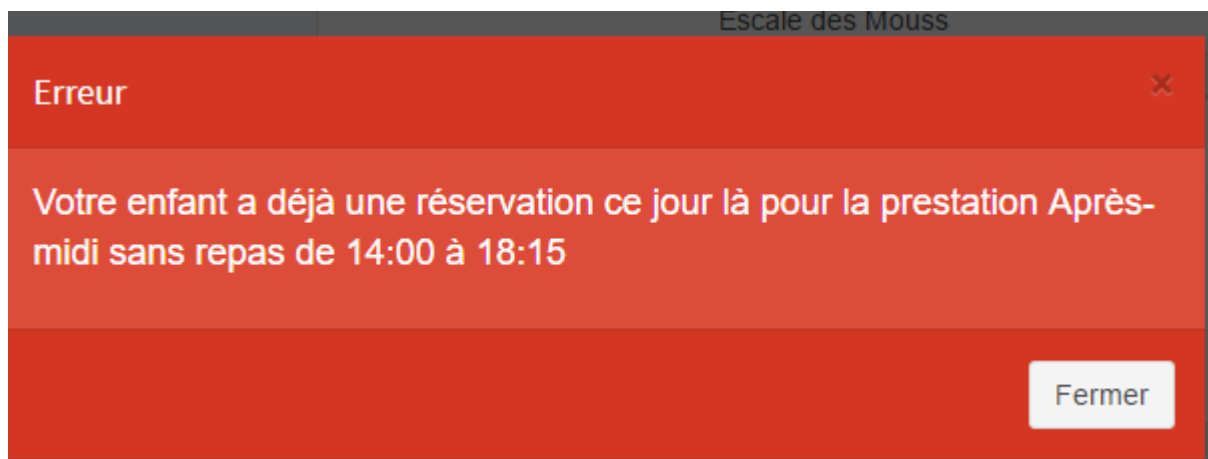 Escale des Mouss
Erreur
×
Votre enfant a déjà une réservation ce jour là pour la prestation Après-
midi sans repas de 14:00 à 18:15
Fermer